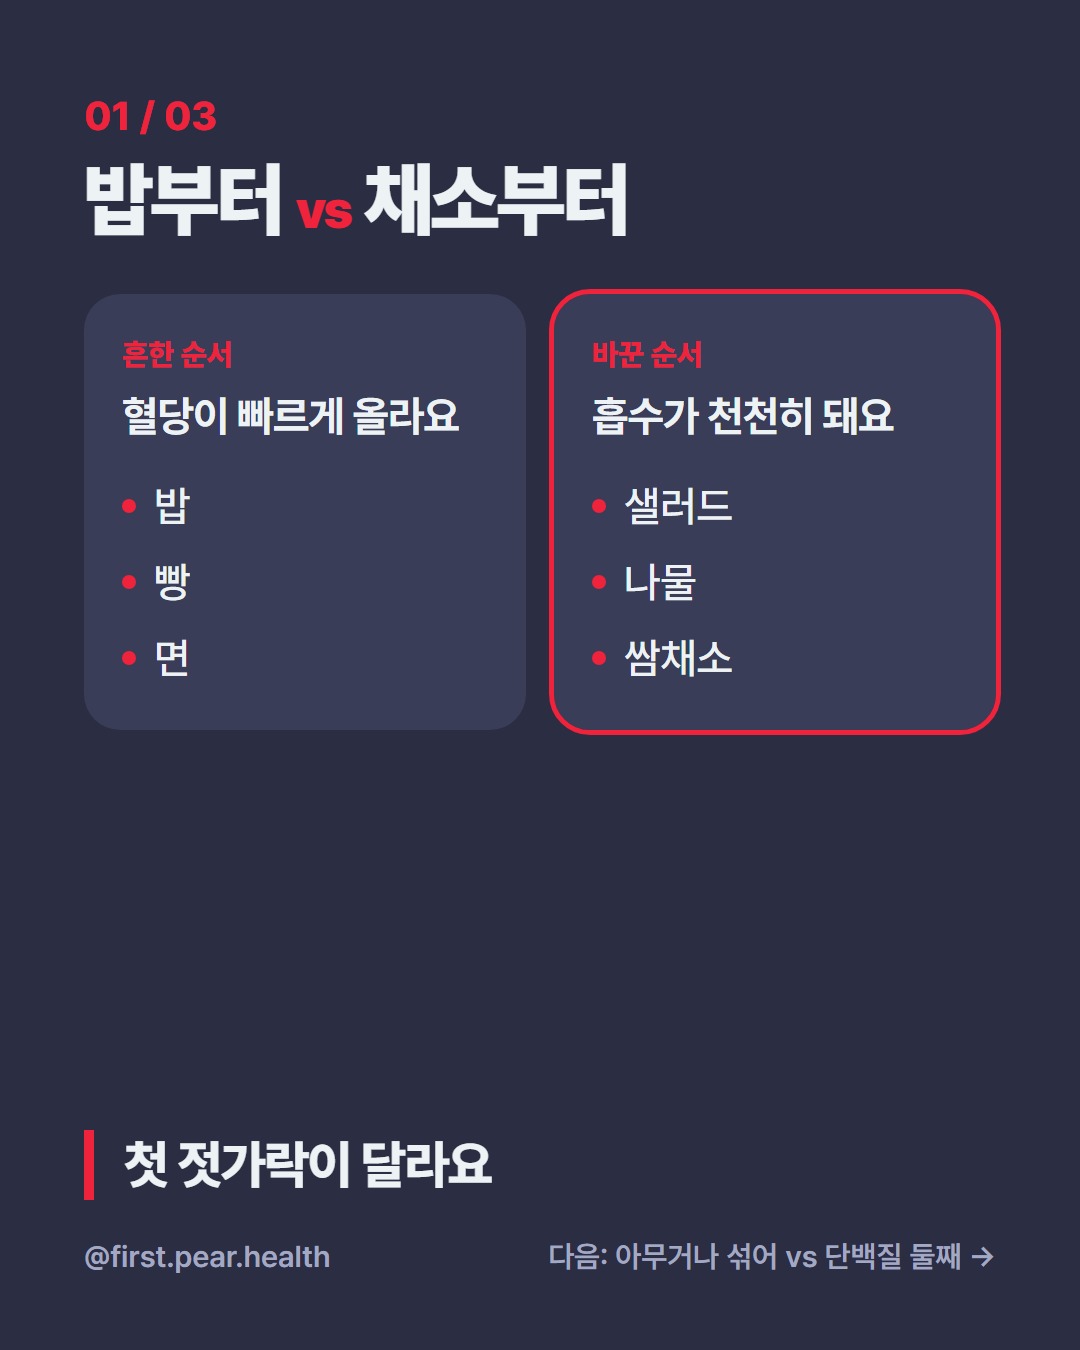 01 / 03
밥부터 vs 채소부터
흔한 순서
혈당이 빠르게 올라요
• 밥
• 빵
• 면
바꾼 순서
흡수가 천천히 돼요
• 샐러드
• 나물
• 쌈채소
첫 젓가락이 달라요
@first.pear.health
다음: 아무거나 섞어 vs 단백질 둘째 →